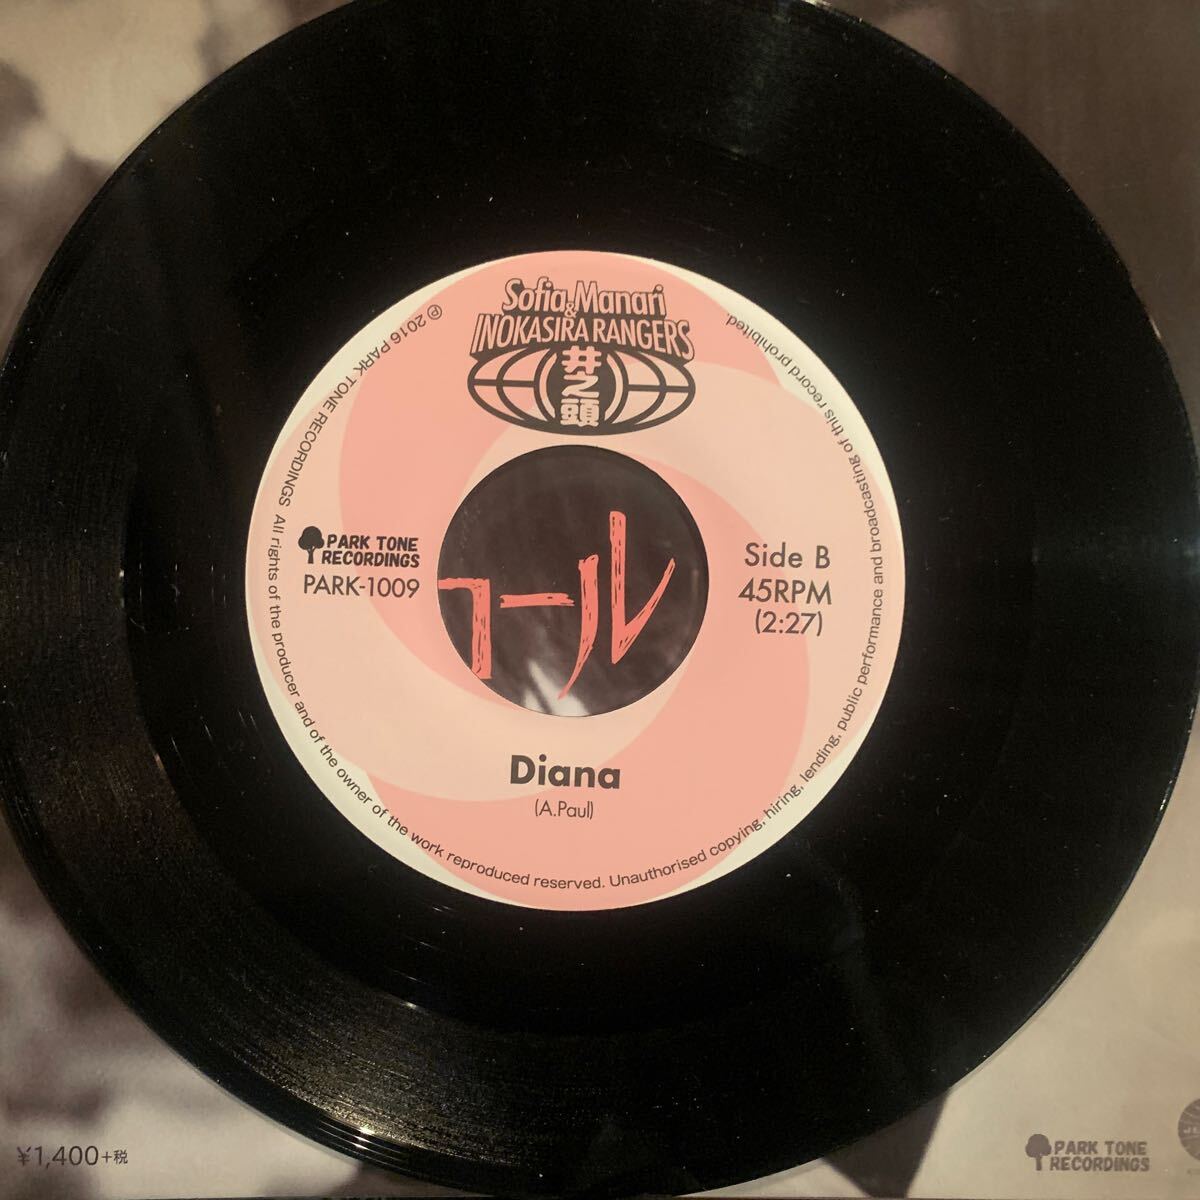 Sofia & Manari
INOKASIRA RANGERS
井之頭
℗ 2016 PARK TONE RECORDINGS All rights of the producer and of the owner of the work reproduced reserved. Unauthorised copying, hiring, lending, public performance and broadcasting of this record prohibited.
PARK TONE
RECORDINGS
PARK-1009
Side B
45RPM
(2:27)
ール
Diana
(A.Paul)
¥1,400+税
PARK TONE
RECORDINGS